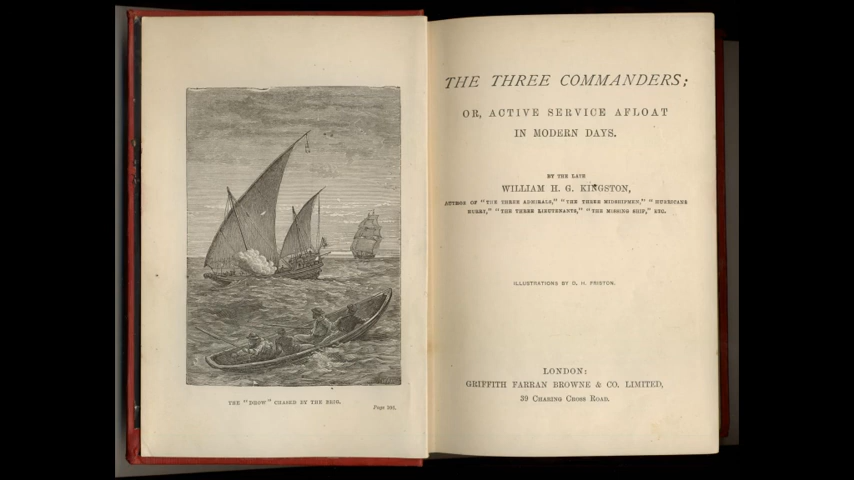 THE "DHOW" CHASED BY THE BRIG.
THE THREE COMMANDERS;
OR, ACTIVE SERVICE AFLOAT
IN MODERN DAYS.
BY THE LATE
WILLIAM H. G. KINGSTON,
AUTHOR OF "THE THREE ADMIRALS," "THE THREE MIDSHIPMEN," "HURRICANE
HURRY," "THE THREE LIEUTENANTS," "THE MISSING SHIP," ETC.
ILLUSTRATIONS BY D. H. FRISTON.
LONDON:
GRIFFITH FARRAN BROWNE & CO. LIMITED,
39 CHARING CROSS ROAD.